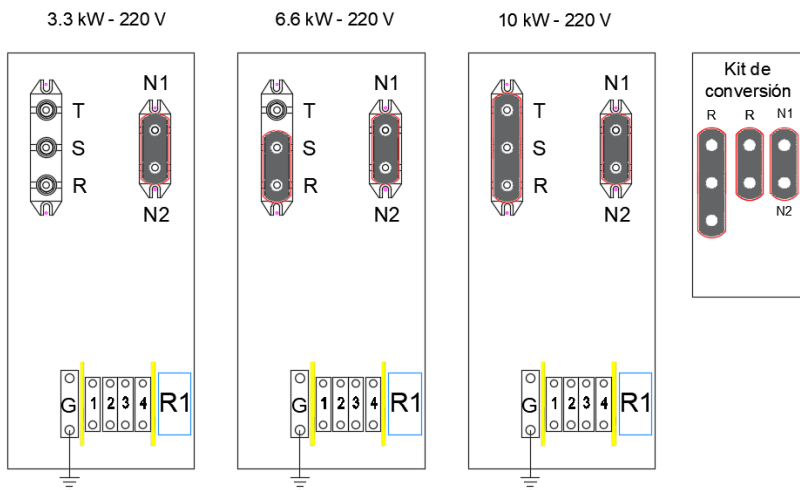 3.3 kW - 220 V
N1
T
S
R
N2
G 1 2 3 4 R1
6.6 kW - 220 V
N1
T
S
R
N2
G 1 2 3 4 R1
10 kW - 220 V
N1
T
S
R
N2
G 1 2 3 4 R1
Kit de
conversión
R R N1
N2